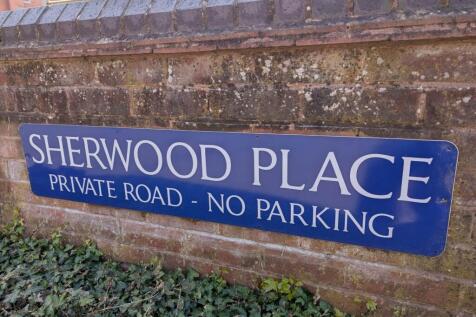 SHERWOOD PLACE
PRIVATE ROAD - NO PARKING